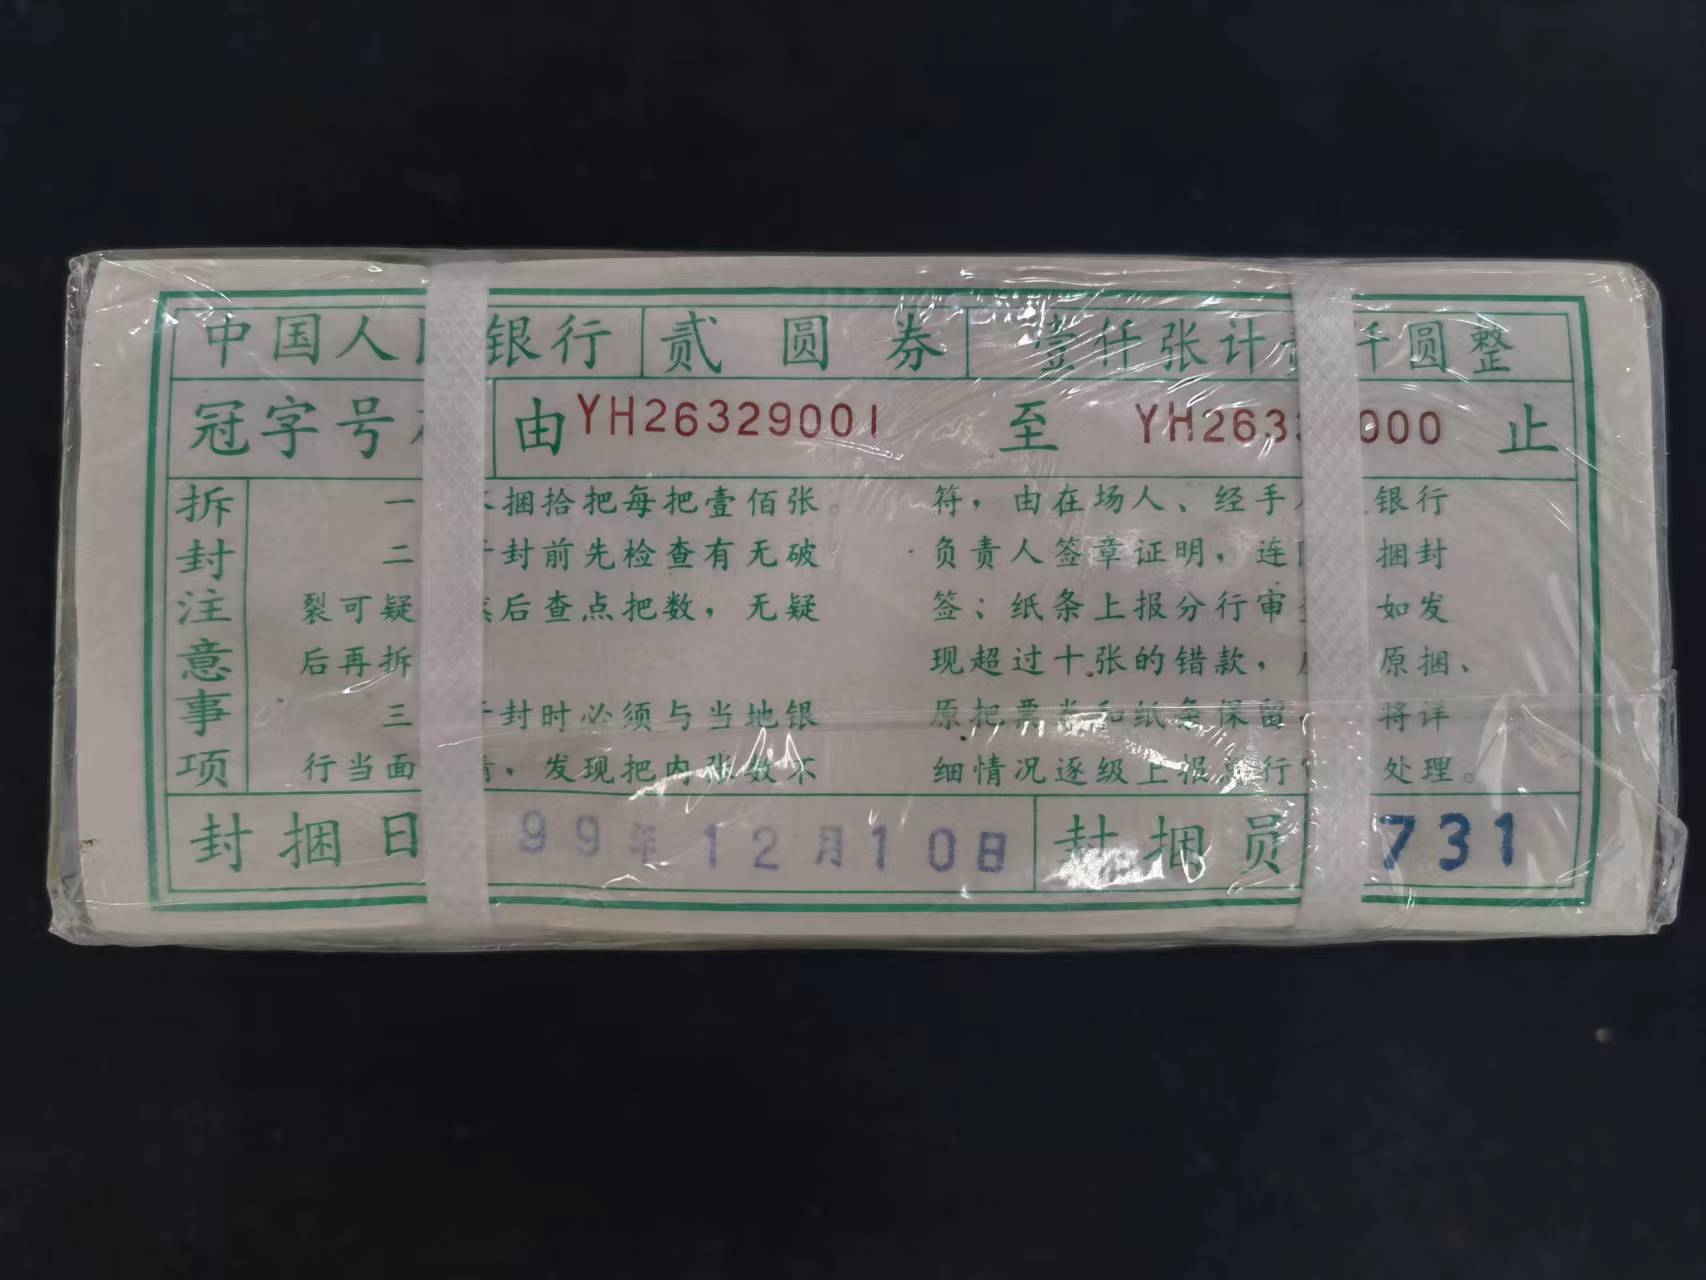 中国人 银行 贰圆券 壹仟张计 仟圆整
冠字号 由YH26329001 至 YH263 000 止
拆封注意事项
一 捆拾把每把壹佰张。
二 封前先检查有无破
裂可疑 后查点把数，无疑
后再拆
三 封时必须与当地银
行当面 ，发现把内张数不
符，由在场人、经手 银行
负责人签章证明，连 捆封
签；纸条上报分行审 如发
现超过十张的错款， 原捆、
原把票 和纸条保留 将详
细情况逐级上报 行 处理。
封捆日 99年12月10日 封捆员 731